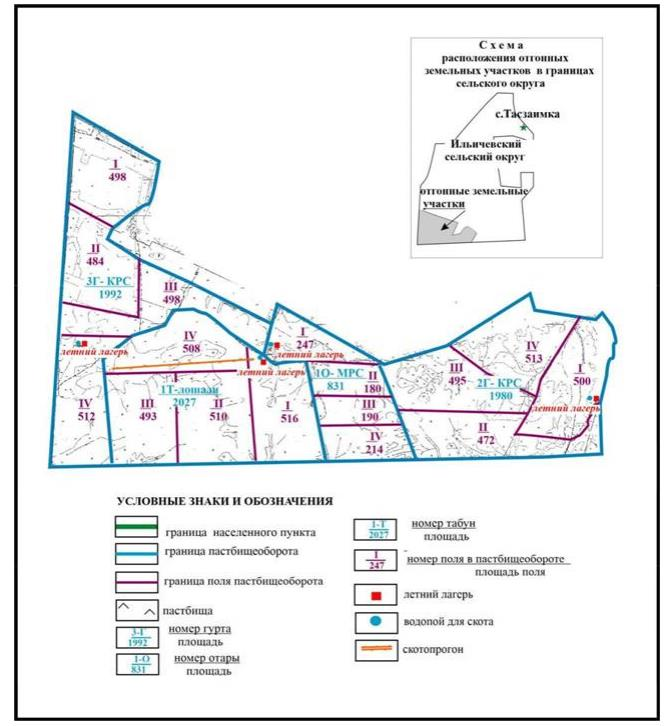 С х е м а
расположения отгонных
земельных участков в границах
сельского округа
с.Тасзаимка
Ильичевский
сельский округ
отгонные земельные
участки
I
498
II
484
3Г- КРС
1992
III
498
IV
508
I
247
летний лагерь
летний лагерь
летний лагерь
1О- МРС
831
II
180
III
190
IV
214
IV
513
III
495
2Г - КРС
1980
I
500
летний лагерь
II
472
IV
512
III
493
1Т-лошади
2027
II
510
I
516
УСЛОВНЫЕ ЗНАКИ И ОБОЗНАЧЕНИЯ
граница населенного пункта
граница пастбищеоборота
граница поля пастбищеоборота
пастбища
3-Г
1992
номер гурта
площадь
1-О
831
номер отары
площадь
1-Т
2027
номер табун
площадь
I
247
номер поля в пастбищеобороте
площадь поля
летний лагерь
водопой для скота
скотопрогон